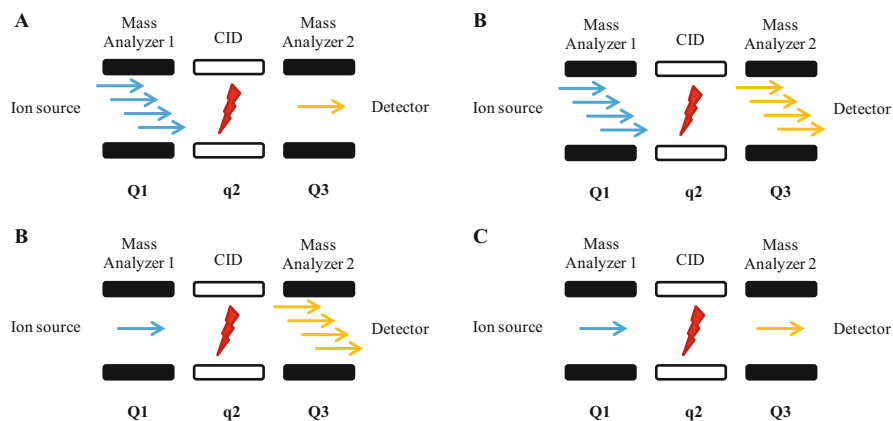 A
Mass
Analyzer 1
CID
Mass
Analyzer 2
Ion source
Detector
Q1
q2
Q3
B
Mass
Analyzer 1
CID
Mass
Analyzer 2
Ion source
Detector
Q1
q2
Q3
B
Mass
Analyzer 1
CID
Mass
Analyzer 2
Ion source
Detector
Q1
q2
Q3
C
Mass
Analyzer 1
CID
Mass
Analyzer 2
Ion source
Detector
Q1
q2
Q3